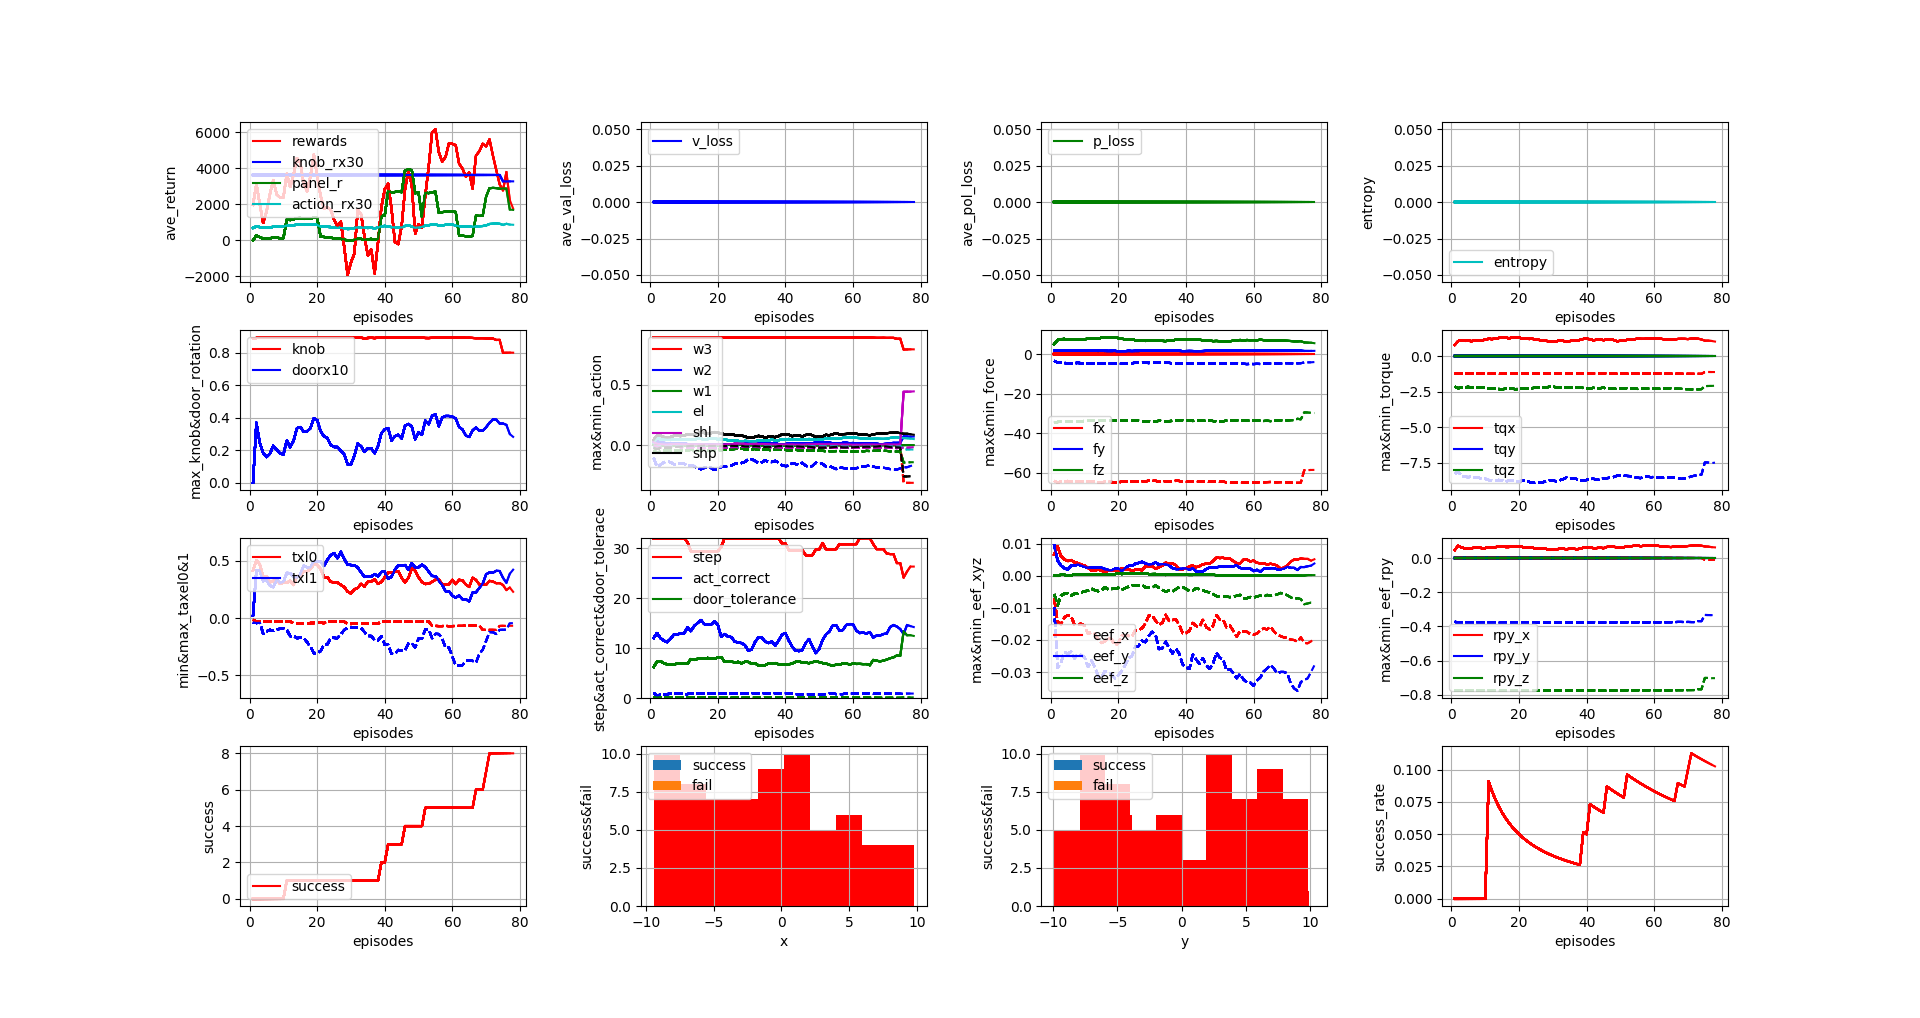 ave_return
6000
4000
2000
0
−2000
rewards
knob_rx30
panel_r
action_rx30
0 20 40 60 80
episodes
ave_val_loss
0.050
0.025
0.000
−0.025
−0.050
v_loss
0 20 40 60 80
episodes
ave_pol_loss
0.050
0.025
0.000
−0.025
−0.050
p_loss
0 20 40 60 80
episodes
entropy
0.050
0.025
0.000
−0.025
−0.050
entropy
0 20 40 60 80
episodes
max_knob&door_rotation
0.8
0.6
0.4
0.2
0.0
knob
doorx10
0 20 40 60 80
episodes
max&min_action
0.5
0.0
w3
w2
w1
el
shl
shp
0 20 40 60 80
episodes
max&min_force
0
−20
−40
−60
fx
fy
fz
0 20 40 60 80
episodes
max&min_torque
0.0
−2.5
−5.0
−7.5
tqx
tqy
tqz
0 20 40 60 80
episodes
min&max_taxel0&1
0.5
0.0
−0.5
txl0
txl1
0 20 40 60 80
episodes
step&act_correct&door_tolerace
30
20
10
0
step
act_correct
door_tolerance
0 20 40 60 80
episodes
max&min_eef_xyz
0.01
0.00
−0.01
−0.02
−0.03
eef_x
eef_y
eef_z
0 20 40 60 80
episodes
max&min_eef_rpy
0.0
−0.2
−0.4
−0.6
−0.8
rpy_x
rpy_y
rpy_z
0 20 40 60 80
episodes
success
8
6
4
2
0
success
0 20 40 60 80
episodes
success&fail
10.0
7.5
5.0
2.5
0.0
success
fail
−10 −5 0 5 10
x
success&fail
10.0
7.5
5.0
2.5
0.0
success
fail
−10 −5 0 5 10
y
success_rate
0.100
0.075
0.050
0.025
0.000
0 20 40 60 80
episodes